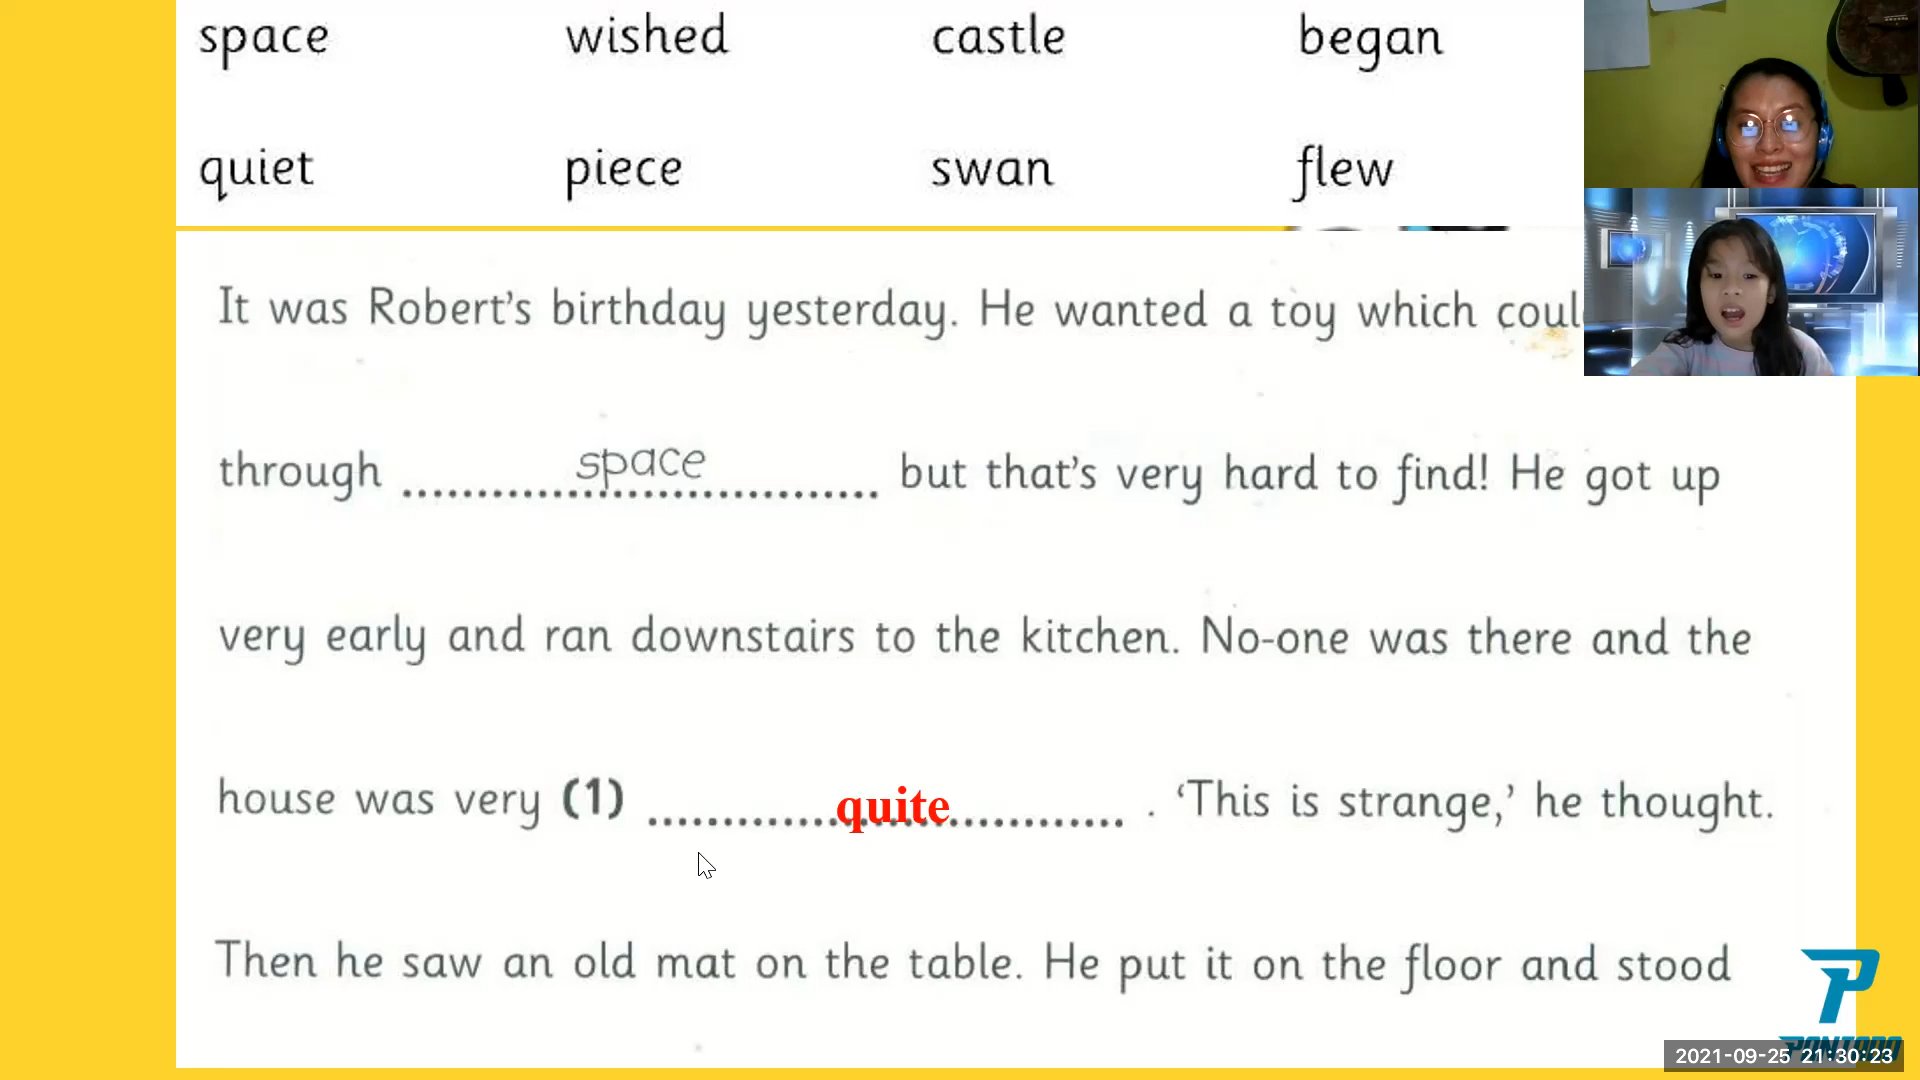 space wished castle began
quiet piece swan flew
It was Robert's birthday yesterday. He wanted a toy which
through space but that's very hard to find! He got up
very early and ran downstairs to the kitchen. No-one was there and the
house was very (1) quite . 'This is strange,' he thought.
Then he saw an old mat on the table. He put it on the floor and stood
2021-09-25 21:30:23